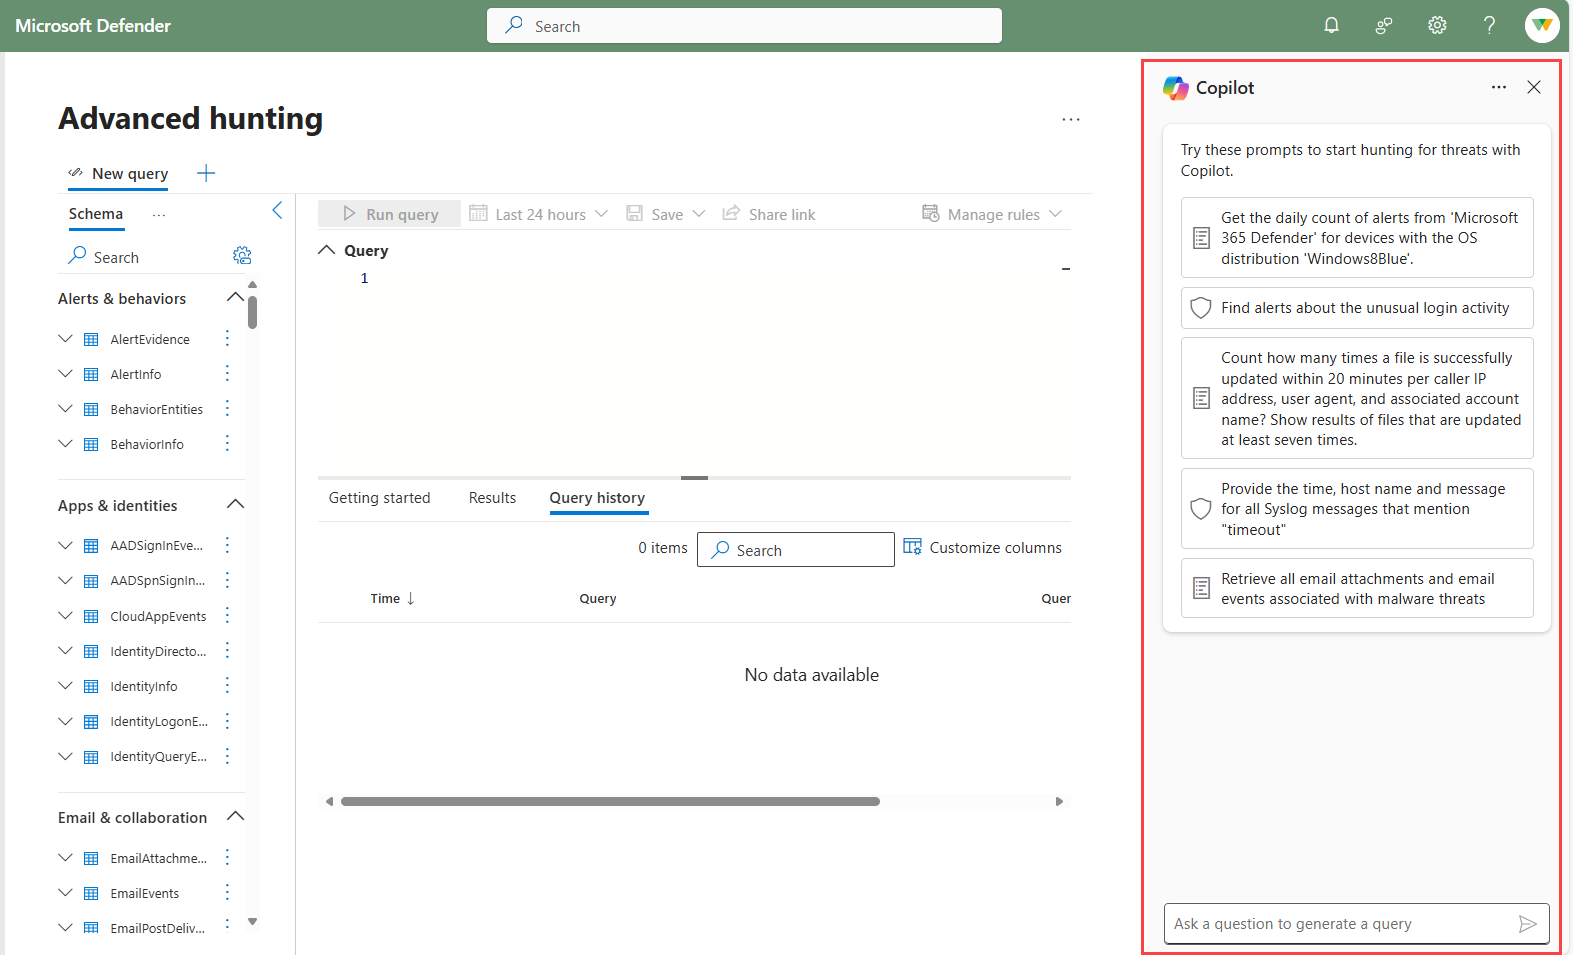 Microsoft Defender
Search
Advanced hunting
New query
Schema
Search
Alerts & behaviors
AlertEvidence
AlertInfo
BehaviorEntities
BehaviorInfo
Apps & identities
AADSignInEve...
AADSpnSignIn...
CloudAppEvents
IdentityDirecto...
IdentityInfo
IdentityLogonE...
IdentityQueryE...
Email & collaboration
EmailAttachme...
EmailEvents
EmailPostDeliv...
Run query
Last 24 hours
Save
Share link
Manage rules
Query
1
Getting started
Results
Query history
0 items
Search
Customize columns
Time
Query
Quer
No data available
Copilot
Try these prompts to start hunting for threats with
Copilot.
Get the daily count of alerts from 'Microsoft
365 Defender' for devices with the OS
distribution 'Windows8Blue'.
Find alerts about the unusual login activity
Count how many times a file is successfully
updated within 20 minutes per caller IP
address, user agent, and associated account
name? Show results of files that are updated
at least seven times.
Provide the time, host name and message
for all Syslog messages that mention
"timeout"
Retrieve all email attachments and email
events associated with malware threats
Ask a question to generate a query